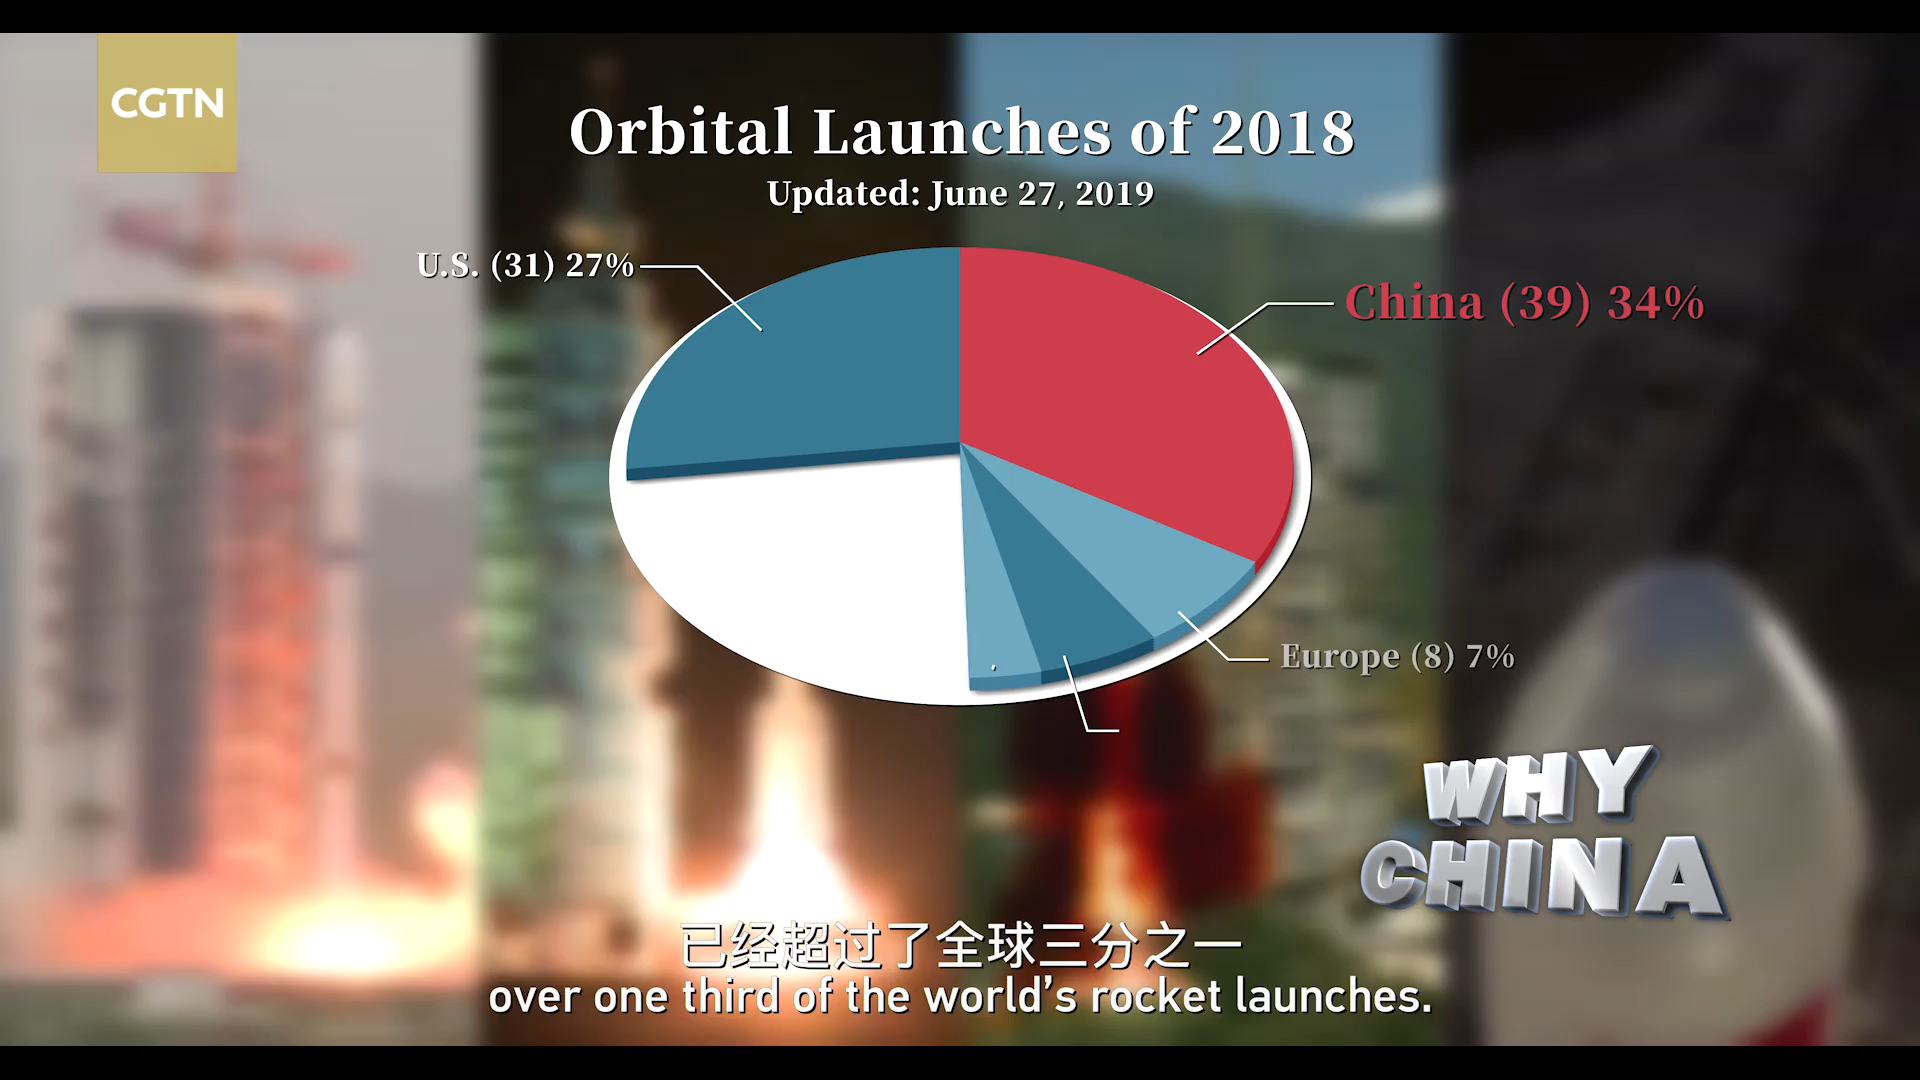 CGTN
Orbital Launches of 2018
Updated: June 27, 2019
U.S. (31) 27%
China (39) 34%
Europe (8) 7%
WHY
CHINA
已经超过了全球三分之一
over one third of the world's rocket launches.